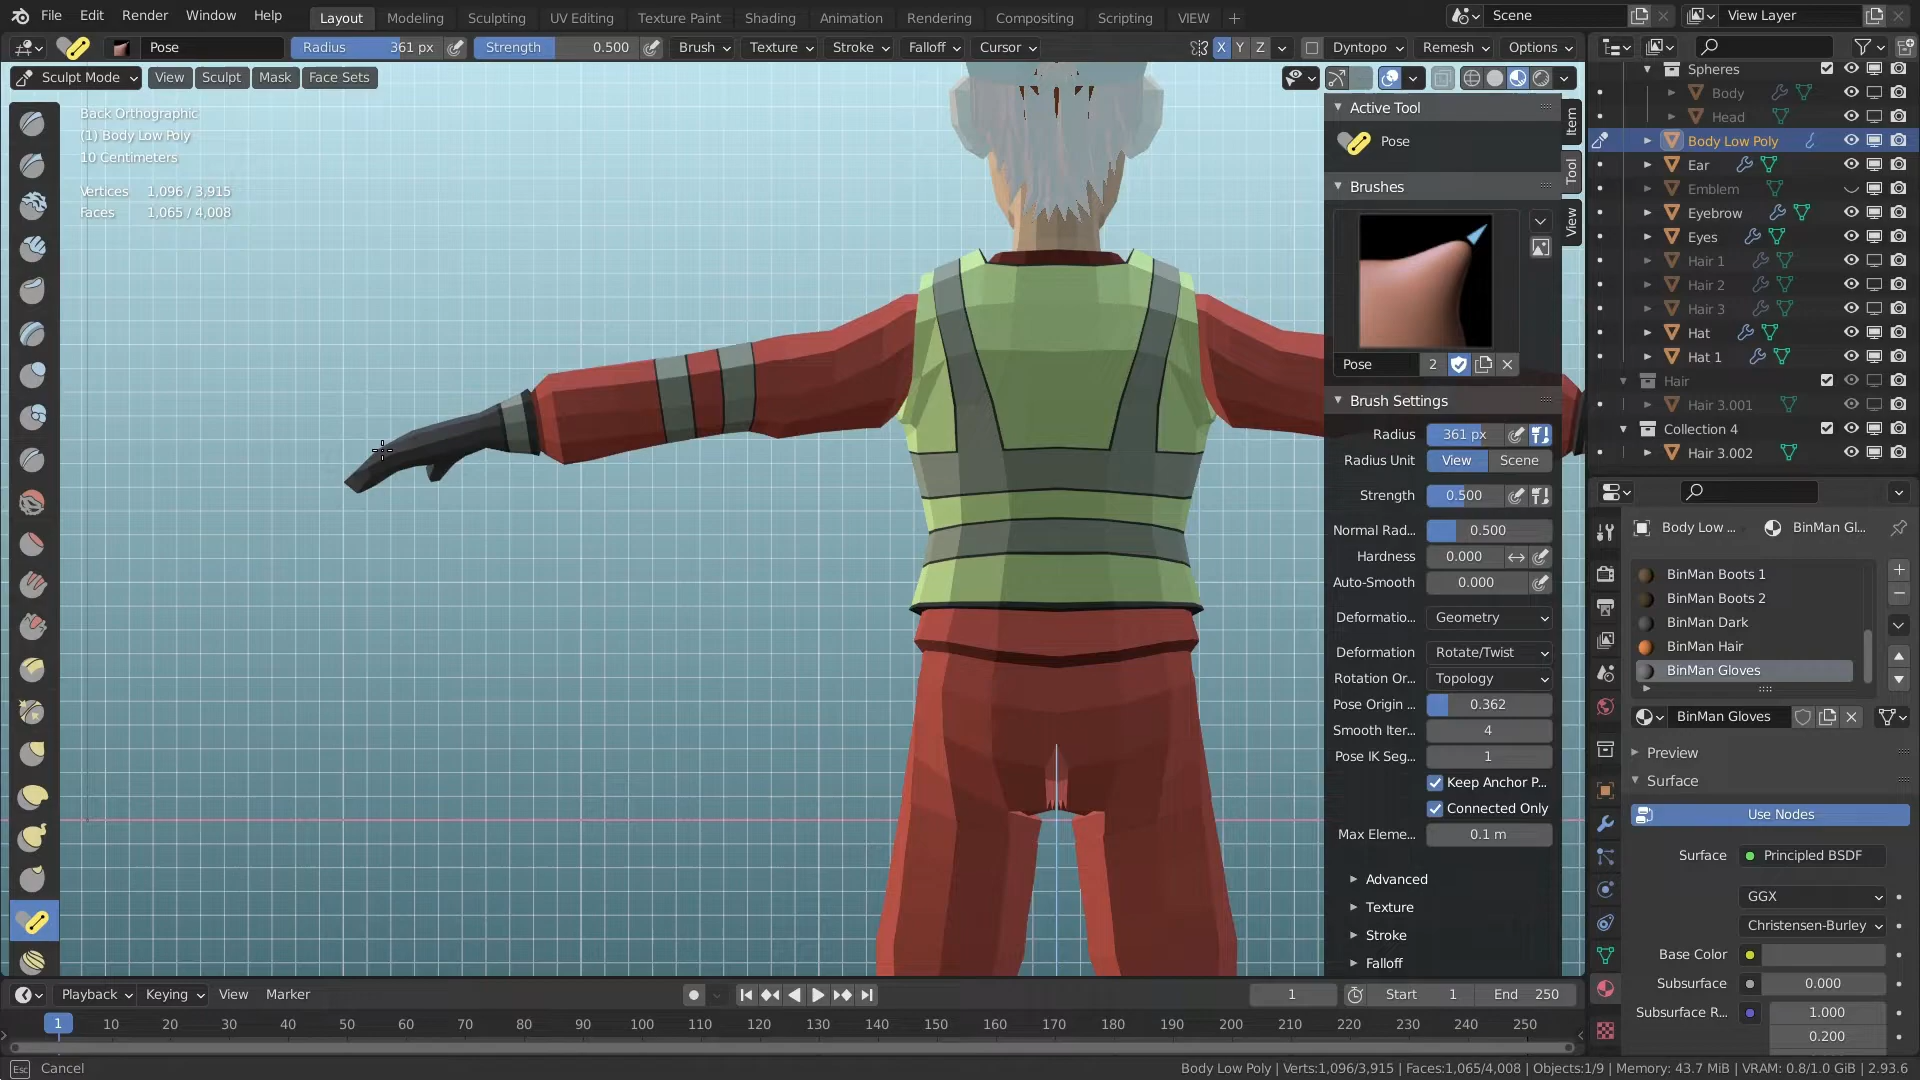 File Edit Render Window Help
Layout Modeling Sculpting UV Editing Texture Paint Shading Animation Rendering Compositing Scripting VIEW +
Scene
View Layer
Pose
Radius 361 px
Strength 0.500
Brush Texture Stroke Falloff Cursor
X Y Z
Dyntopo Remesh Options
Sculpt Mode View Sculpt Mask Face Sets
Back Orthographic
(1) Body Low Poly
10 Centimeters
Vertices 1,096 / 3,915
Faces 1,065 / 4,008
Active Tool
Pose
Brushes
Pose 2
Brush Settings
Radius 361 px
Radius Unit View Scene
Strength 0.500
Normal Rad... 0.500
Hardness 0.000
Auto-Smooth 0.000
Deformatio... Geometry
Deformation Rotate/Twist
Rotation Or... Topology
Pose Origin ... 0.362
Smooth Iter... 4
Pose IK Seg... 1
Keep Anchor P...
Connected Only
Max Eleme... 0.1 m
Advanced
Texture
Stroke
Falloff
Item
Tool
View
Spheres
Body
Head
Body Low Poly
Ear
Emblem
Eyebrow
Eyes
Hair 1
Hair 2
Hair 3
Hat
Hat 1
Hair
Hair 3.001
Collection 4
Hair 3.002
Body Low ... BinMan Gl...
BinMan Boots 1
BinMan Boots 2
BinMan Dark
BinMan Hair
BinMan Gloves
BinMan Gloves
Preview
Surface
Use Nodes
Surface Principled BSDF
GGX
Christensen-Burley
Base Color
Subsurface 0.000
Subsurface R... 1.000
0.200
Playback Keying View Marker
1 Start 1 End 250
1 10 20 30 40 50 60 70 80 90 100 110 120 130 140 150 160 170 180 190 200 210 220 230 240 250
Esc Cancel
Body Low Poly | Verts:1,096/3,915 | Faces:1,065/4,008 | Objects:1/9 | Memory: 43.7 MiB | VRAM: 0.8/1.0 GiB | 2.93.6